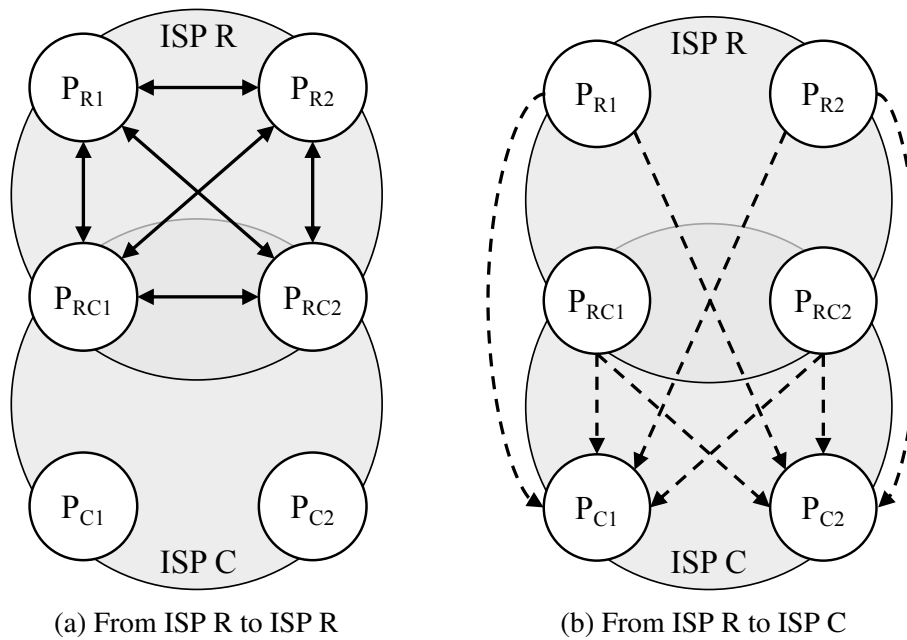 ISP R
P_R1
P_R2
P_RC1
P_RC2
P_C1
P_C2
ISP C
(a) From ISP R to ISP R
ISP R
P_R1
P_R2
P_RC1
P_RC2
P_C1
P_C2
ISP C
(b) From ISP R to ISP C